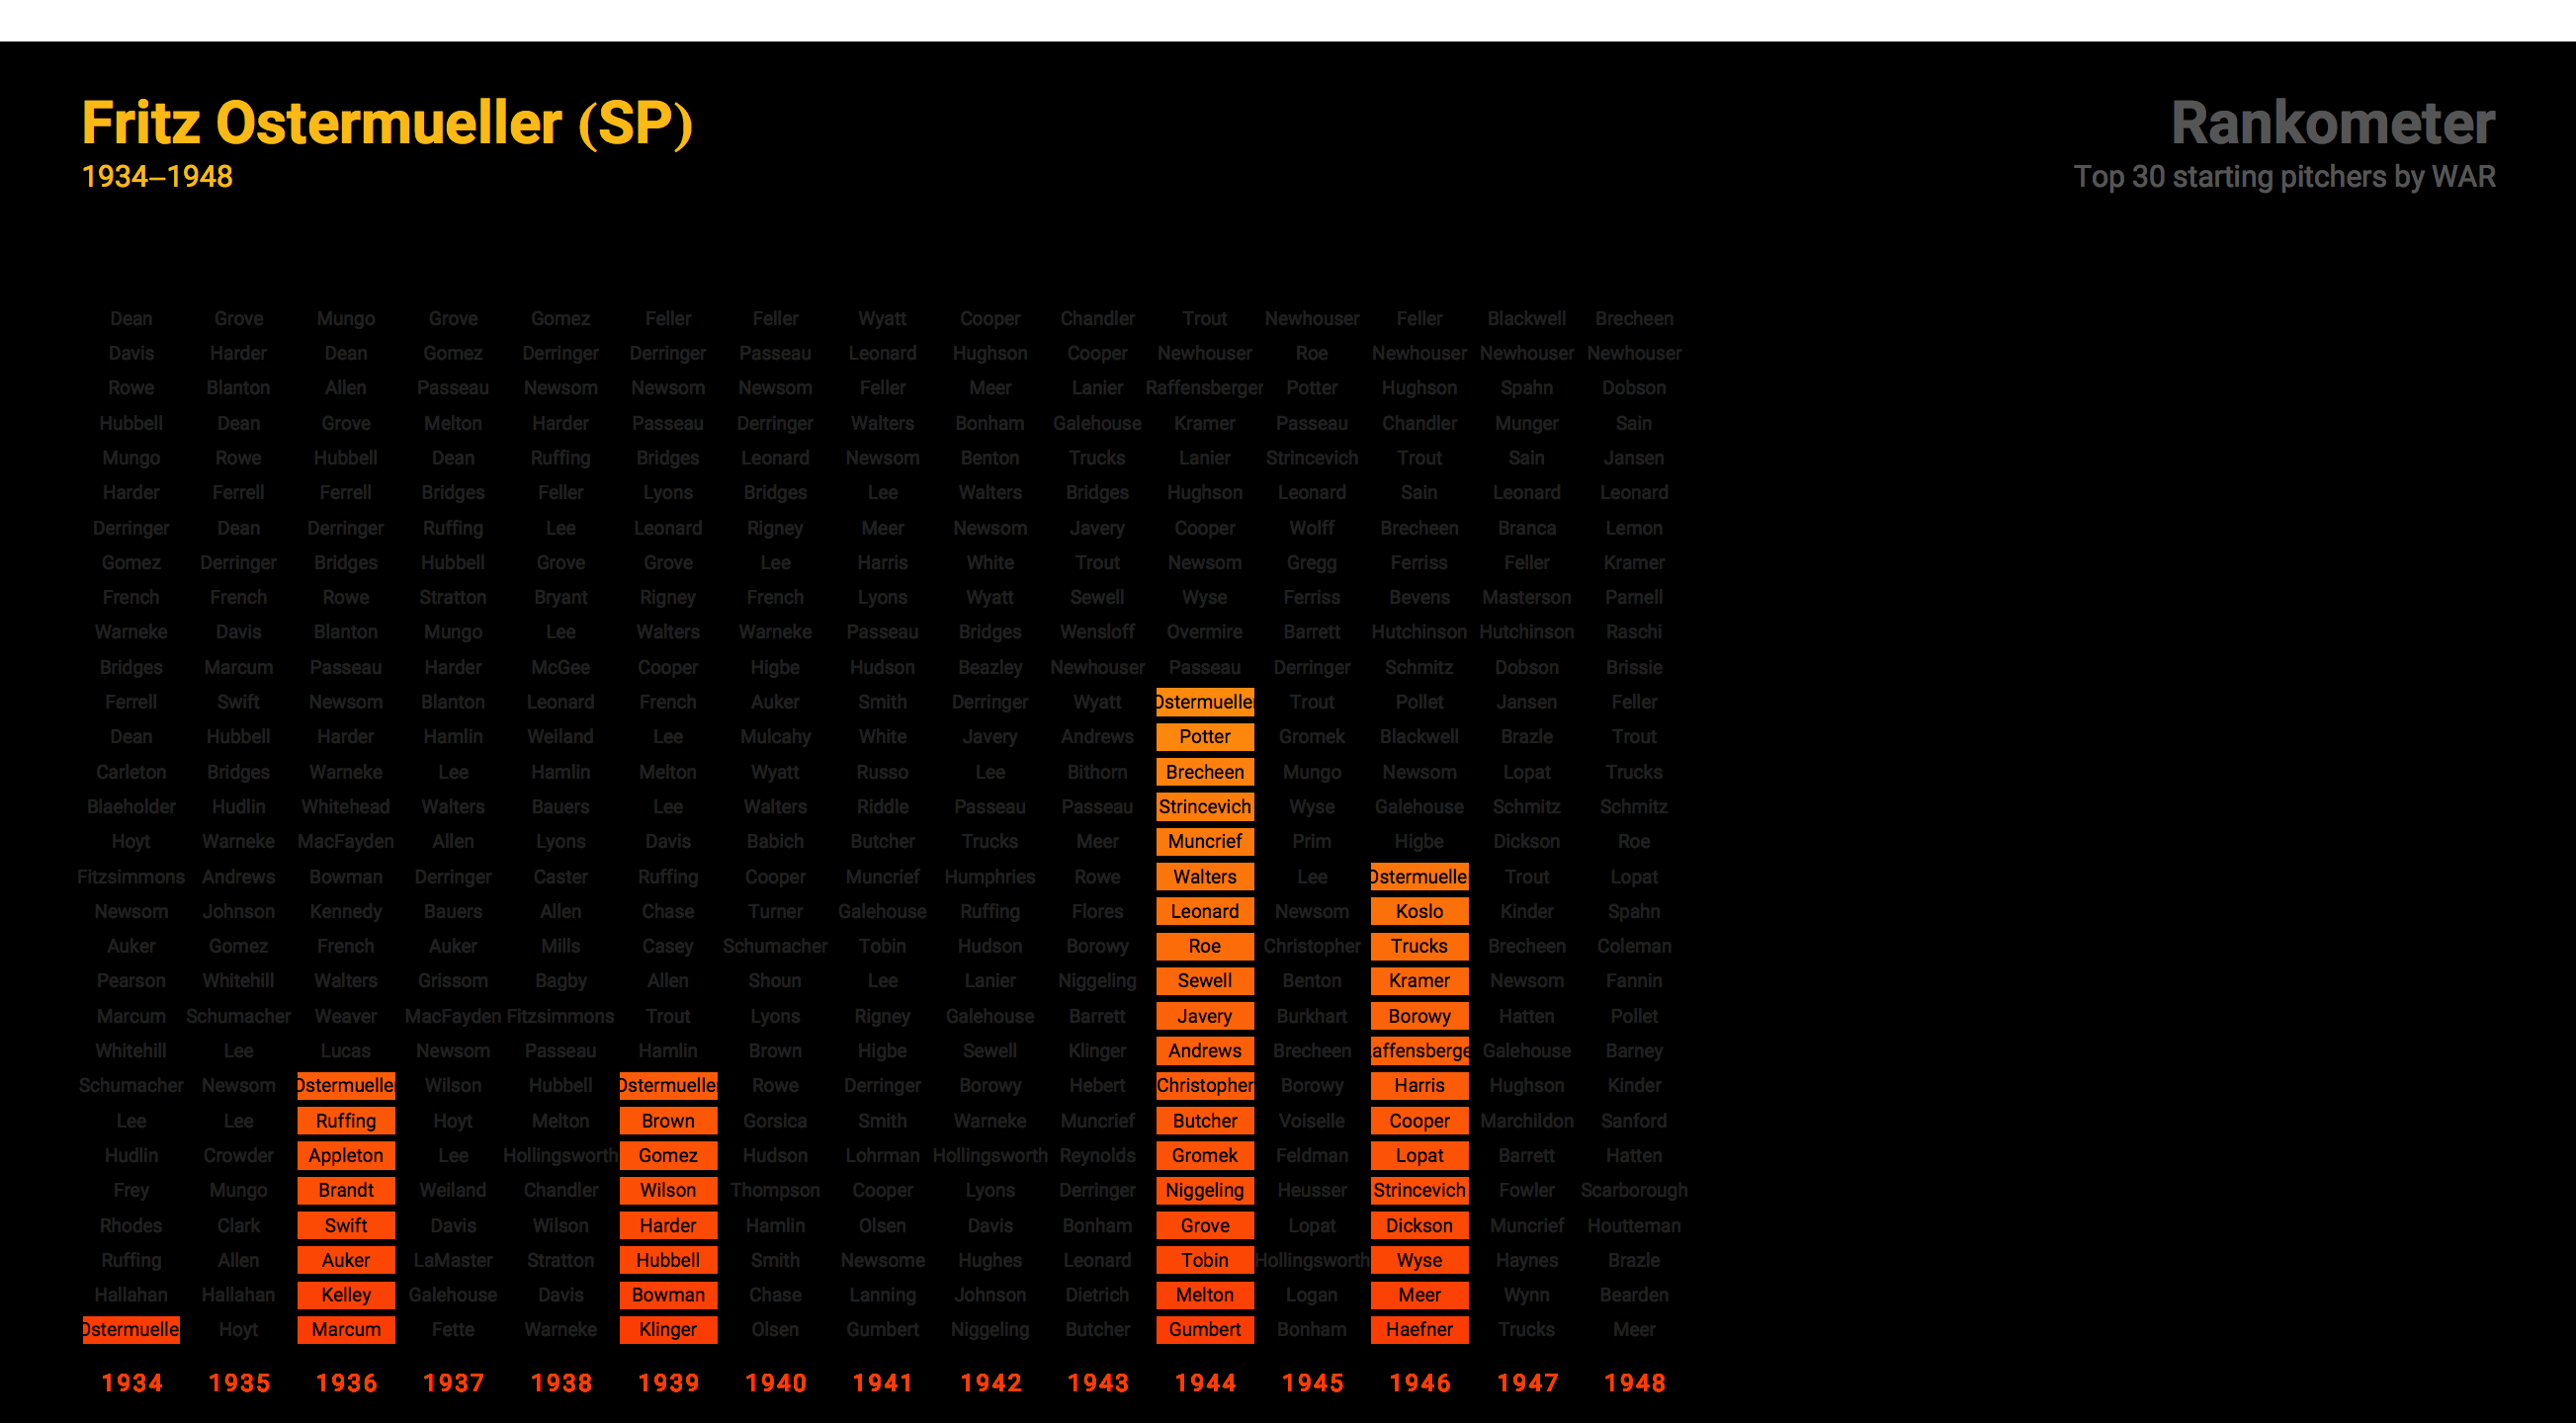 Fritz Ostermueller (SP)
1934–1948
Rankometer
Top 30 starting pitchers by WAR
Dean Grove Mungo Grove Gomez Feller Feller Wyatt Cooper Chandler Trout Newhouser Feller Blackwell Brecheen
Davis Harder Dean Gomez Derringer Derringer Passeau Leonard Hughson Cooper Newhouser Roe Newhouser Newhouser Newhouser
Rowe Blanton Allen Passeau Newsom Newsom Newsom Feller Meer Lanier Raffensberger Potter Hughson Spahn Dobson
Hubbell Dean Grove Melton Harder Passeau Derringer Walters Bonham Galehouse Kramer Passeau Chandler Munger Sain
Mungo Rowe Hubbell Dean Ruffing Bridges Leonard Newsom Benton Trucks Lanier Strincevich Trout Sain Jansen
Harder Ferrell Ferrell Bridges Feller Lyons Bridges Lee Walters Bridges Hughson Leonard Sain Leonard Leonard
Derringer Dean Derringer Ruffing Lee Leonard Rigney Meer Newsom Javery Cooper Wolff Brecheen Branca Lemon
Gomez Derringer Bridges Hubbell Grove Grove Lee Harris White Trout Newsom Gregg Ferriss Feller Kramer
French French Rowe Stratton Bryant Rigney French Lyons Wyatt Sewell Wyse Ferriss Bevens Masterson Parnell
Warneke Davis Blanton Mungo Lee Walters Warneke Passeau Bridges Wensloff Overmire Barrett Hutchinson Hutchinson Raschi
Bridges Marcum Passeau Harder McGee Cooper Higbe Hudson Beazley Newhouser Passeau Derringer Schmitz Dobson Brissie
Ferrell Swift Newsom Blanton Leonard French Auker Smith Derringer Wyatt Ostermueller Trout Pollet Jansen Feller
Dean Hubbell Harder Hamlin Weiland Lee Mulcahy White Javery Andrews Potter Gromek Blackwell Brazle Trout
Carleton Bridges Warneke Lee Hamlin Melton Wyatt Russo Lee Bithorn Brecheen Mungo Newsom Lopat Trucks
Blaeholder Hudlin Whitehead Walters Bauers Lee Walters Riddle Passeau Passeau Strincevich Wyse Galehouse Schmitz Schmitz
Hoyt Warneke MacFayden Allen Lyons Davis Babich Butcher Trucks Meer Muncrief Prim Higbe Dickson Roe
Fitzsimmons Andrews Bowman Derringer Caster Ruffing Cooper Muncrief Humphries Rowe Walters Lee Ostermueller Trout Lopat
Newsom Johnson Kennedy Bauers Allen Chase Turner Galehouse Ruffing Flores Leonard Newsom Koslo Kinder Spahn
Auker Gomez French Auker Mills Casey Schumacher Tobin Hudson Borowy Roe Christopher Trucks Brecheen Coleman
Pearson Whitehill Walters Grissom Bagby Allen Shoun Lee Lanier Niggeling Sewell Benton Kramer Newsom Fannin
Marcum Schumacher Weaver MacFayden Fitzsimmons Trout Lyons Rigney Galehouse Barrett Javery Burkhart Borowy Hatten Pollet
Whitehill Lee Lucas Newsom Passeau Hamlin Brown Higbe Sewell Klinger Andrews Brecheen affensberge Galehouse Barney
Schumacher Newsom Ostermueller Wilson Hubbell Ostermueller Rowe Derringer Borowy Hebert Christopher Borowy Harris Hughson Kinder
Lee Lee Ruffing Hoyt Melton Brown Gorsica Smith Warneke Muncrief Butcher Voiselle Cooper Marchildon Sanford
Hudlin Crowder Appleton Lee Hollingsworth Gomez Hudson Lohrman Hollingsworth Reynolds Gromek Feldman Lopat Barrett Hatten
Frey Mungo Brandt Weiland Chandler Wilson Thompson Cooper Lyons Derringer Niggeling Heusser Strincevich Fowler Scarborough
Rhodes Clark Swift Davis Wilson Harder Hamlin Olsen Davis Bonham Grove Lopat Dickson Muncrief Houtteman
Ruffing Allen Auker LaMaster Stratton Hubbell Smith Newsome Hughes Leonard Tobin Hollingsworth Wyse Haynes Brazle
Hallahan Hallahan Kelley Galehouse Davis Bowman Chase Lanning Johnson Dietrich Melton Logan Meer Wynn Bearden
Ostermueller Hoyt Marcum Fette Warneke Klinger Olsen Gumbert Niggeling Butcher Gumbert Bonham Haefner Trucks Meer
1934 1935 1936 1937 1938 1939 1940 1941 1942 1943 1944 1945 1946 1947 1948